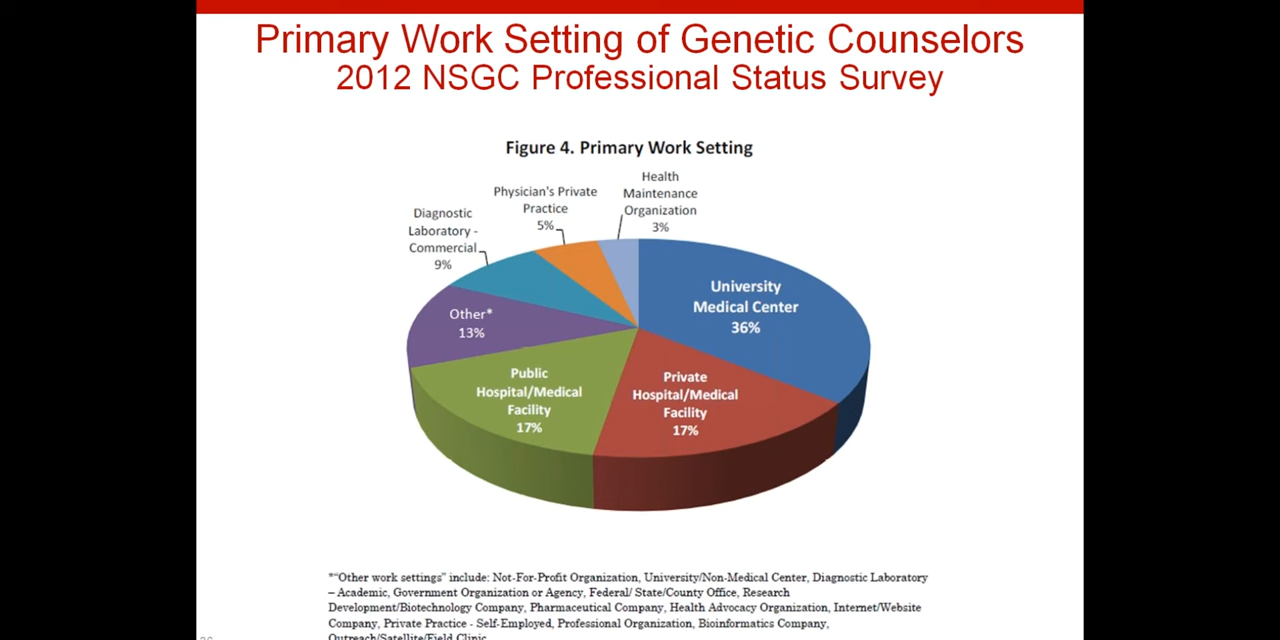 Primary Work Setting of Genetic Counselors
2012 NSGC Professional Status Survey
Figure 4. Primary Work Setting
Health
Maintenance
Organization
3%
Physician's Private
Practice
5%
Diagnostic
Laboratory -
Commercial
9%
University
Medical Center
36%
Other*
13%
Public
Hospital/Medical
Facility
17%
Private
Hospital/Medical
Facility
17%
*“Other work settings” include: Not-For-Profit Organization, University/Non-Medical Center, Diagnostic Laboratory
– Academic, Government Organization or Agency, Federal/ State/County Office, Research
Development/Biotechnology Company, Pharmaceutical Company, Health Advocacy Organization, Internet/Website
Company, Private Practice - Self-Employed, Professional Organization, Bioinformatics Company,
Outreach/Satellite/Field Clinic